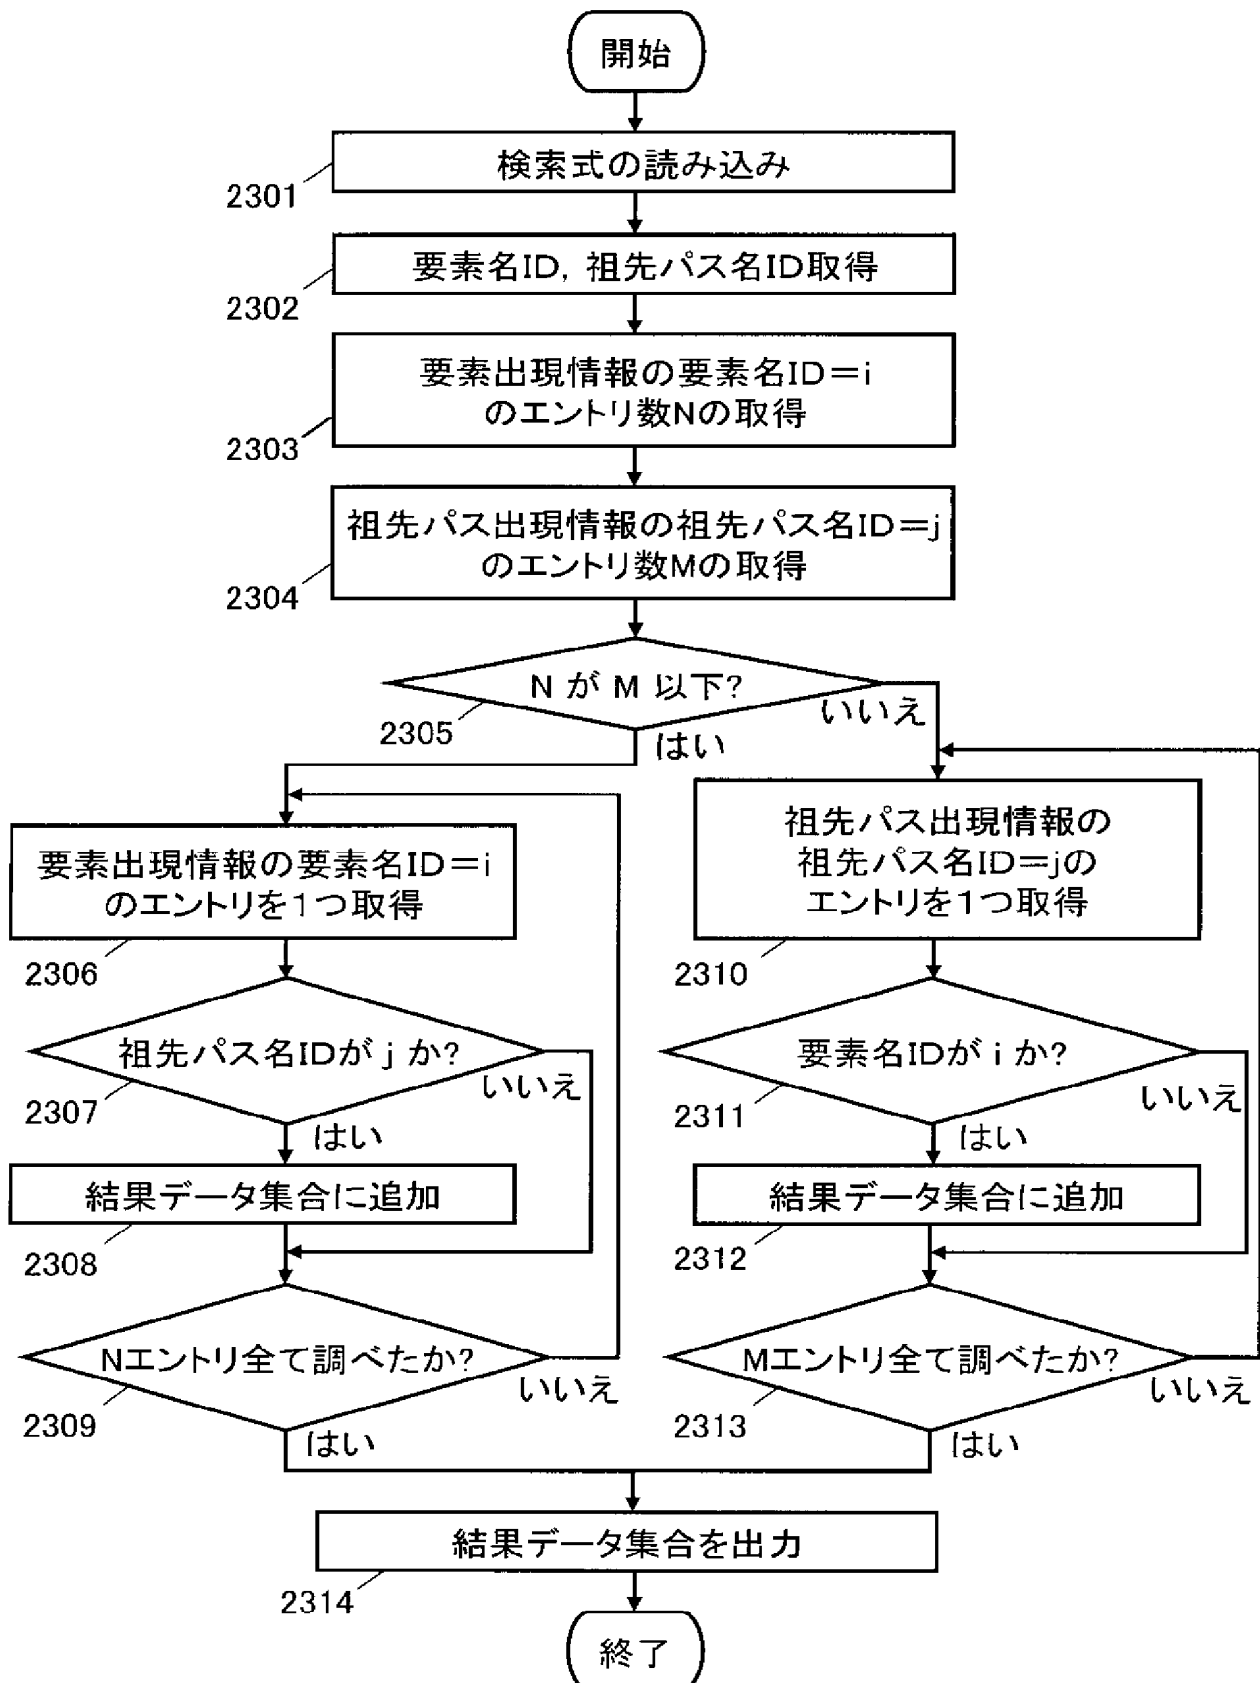 開始
検索式の読み込み
2301
要素名ID, 祖先パス名ID取得
2302
要素出現情報の要素名ID=i
のエントリ数Nの取得
2303
祖先パス出現情報の祖先パス名ID=j
のエントリ数Mの取得
2304
N が M 以下?
2305
はい
いいえ
要素出現情報の要素名ID=i
のエントリを1つ取得
2306
祖先パス名IDが j か?
いいえ
2307
はい
結果データ集合に追加
2308
Nエントリ全て調べたか?
いいえ
2309
はい
祖先パス出現情報の
祖先パス名ID=jの
エントリを1つ取得
2310
要素名IDが i か?
いいえ
2311
はい
結果データ集合に追加
2312
Mエントリ全て調べたか?
いいえ
2313
はい
結果データ集合を出力
2314
終了